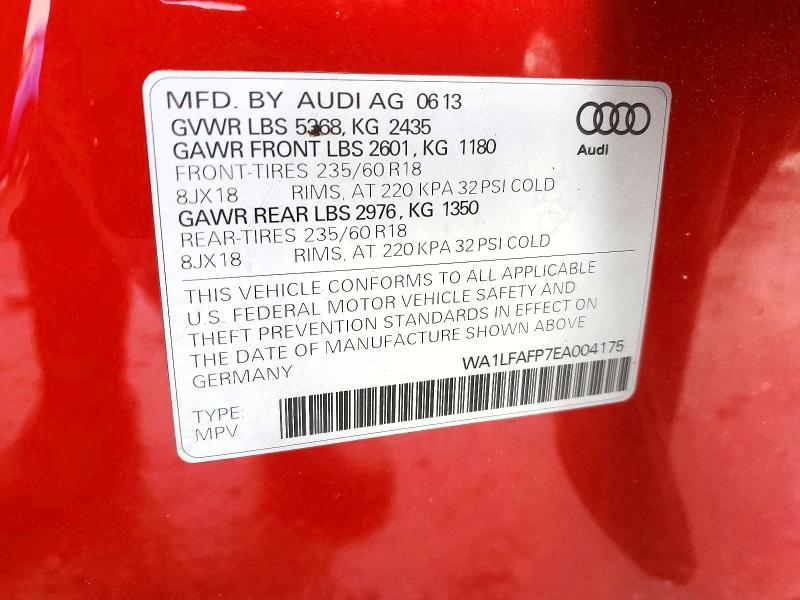 MFD. BY AUDI AG 0613
GVWR LBS 5368, KG 2435
GAWR FRONT LBS 2601, KG 1180
FRONT-TIRES 235/60 R18
8JX18 RIMS, AT 220 KPA 32 PSI COLD
GAWR REAR LBS 2976, KG 1350
REAR-TIRES 235/60 R18
8JX18 RIMS, AT 220 KPA 32 PSI COLD
Audi
THIS VEHICLE CONFORMS TO ALL APPLICABLE
U.S. FEDERAL MOTOR VEHICLE SAFETY AND
THEFT PREVENTION STANDARDS IN EFFECT ON
THE DATE OF MANUFACTURE SHOWN ABOVE
GERMANY WA1LFAFP7EA004175
TYPE:
MPV